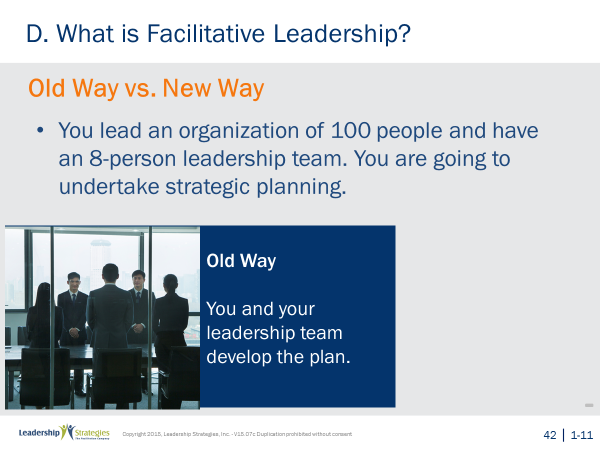 D. What is Facilitative Leadership?
Old Way vs. New Way
• You lead an organization of 100 people and have
an 8-person leadership team. You are going to
undertake strategic planning.
Old Way
You and your
leadership team
develop the plan.
Leadership Strategies
The Facilitation Company
Copyright 2015, Leadership Strategies, Inc. - V15.07c Duplication prohibited without consent
42 | 1-11